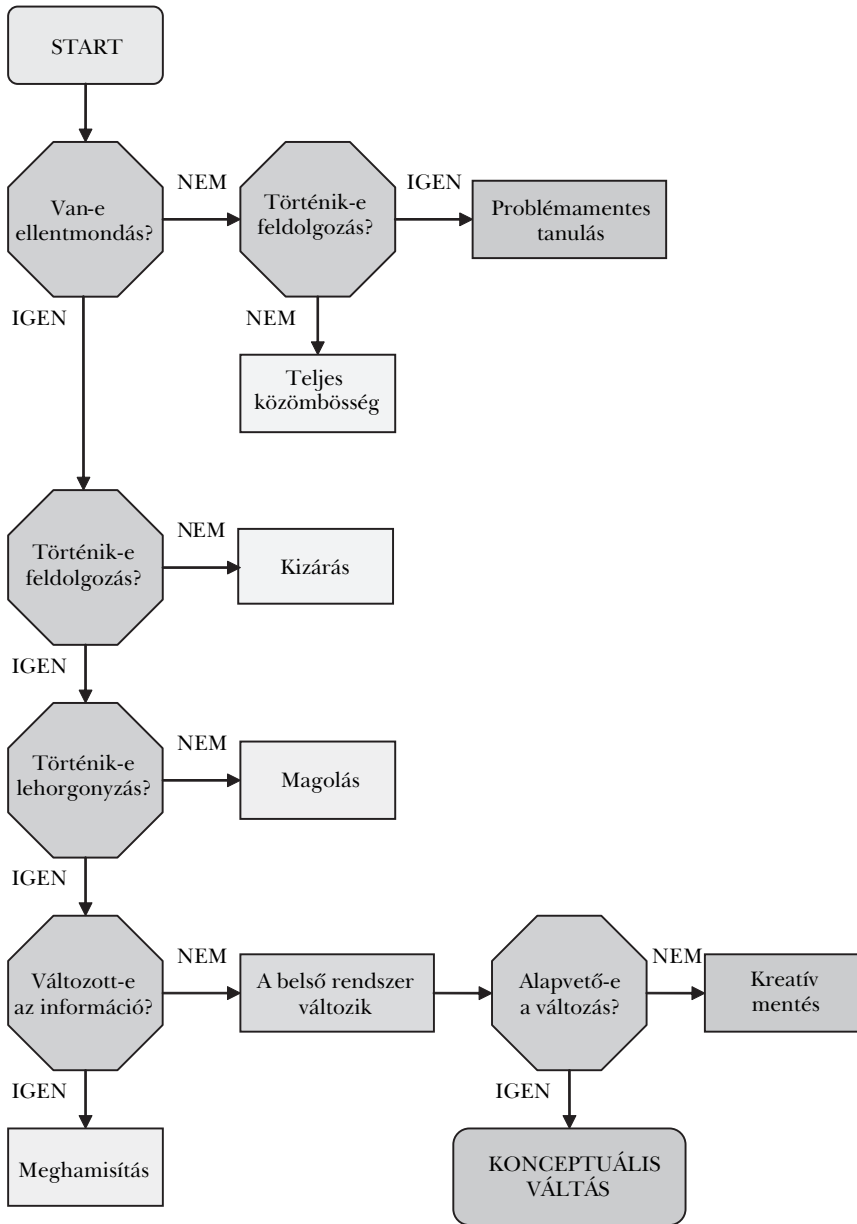 START
Van-e
ellentmondás?
NEM
Történik-e
feldolgozás?
IGEN
Problémamentes
tanulás
IGEN
NEM
Teljes
közömbösség
Történik-e
feldolgozás?
NEM
Kizárás
IGEN
Történik-e
lehorgonyzás?
NEM
Magolás
IGEN
Változott-e
az információ?
NEM
A belső rendszer
változik
Alapvető-e
a változás?
NEM
Kreatív
mentés
IGEN
Meghamisítás
IGEN
KONCEPTUÁLIS
VÁLTÁS